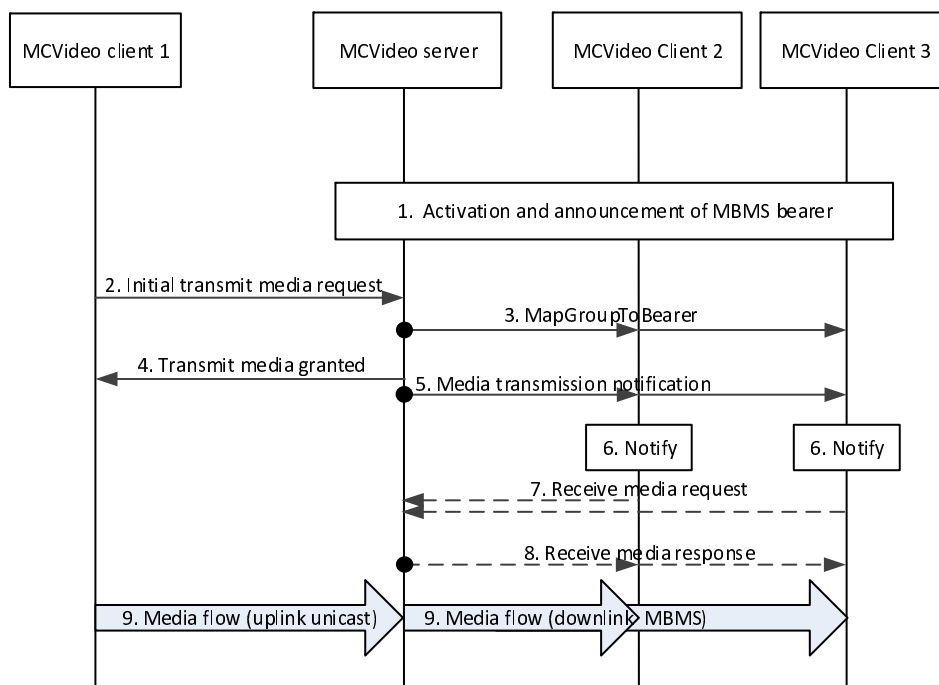 MCVideo client 1
MCVideo server
MCVideo Client 2
MCVideo Client 3
1. Activation and announcement of MBMS bearer
2. Initial transmit media request
3. MapGroupToBearer
4. Transmit media granted
5. Media transmission notification
6. Notify
6. Notify
7. Receive media request
8. Receive media response
9. Media flow (uplink unicast)
9. Media flow (downlink MBMS)